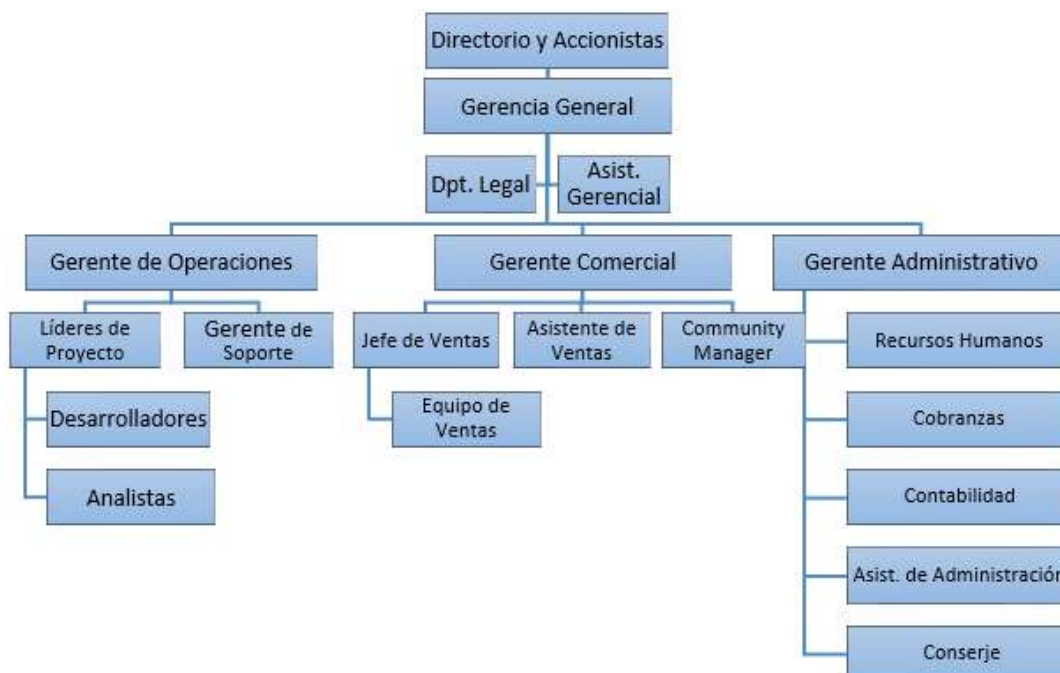 Directorio y Accionistas
Gerencia General
Dpt. Legal
Asist.
Gerencial
Gerente de Operaciones
Gerente Comercial
Gerente Administrativo
Líderes de
Proyecto
Gerente de
Soporte
Jefe de Ventas
Asistente de
Ventas
Community
Manager
Recursos Humanos
Desarrolladores
Equipo de
Ventas
Cobranzas
Analistas
Contabilidad
Asist. de Administración
Conserje